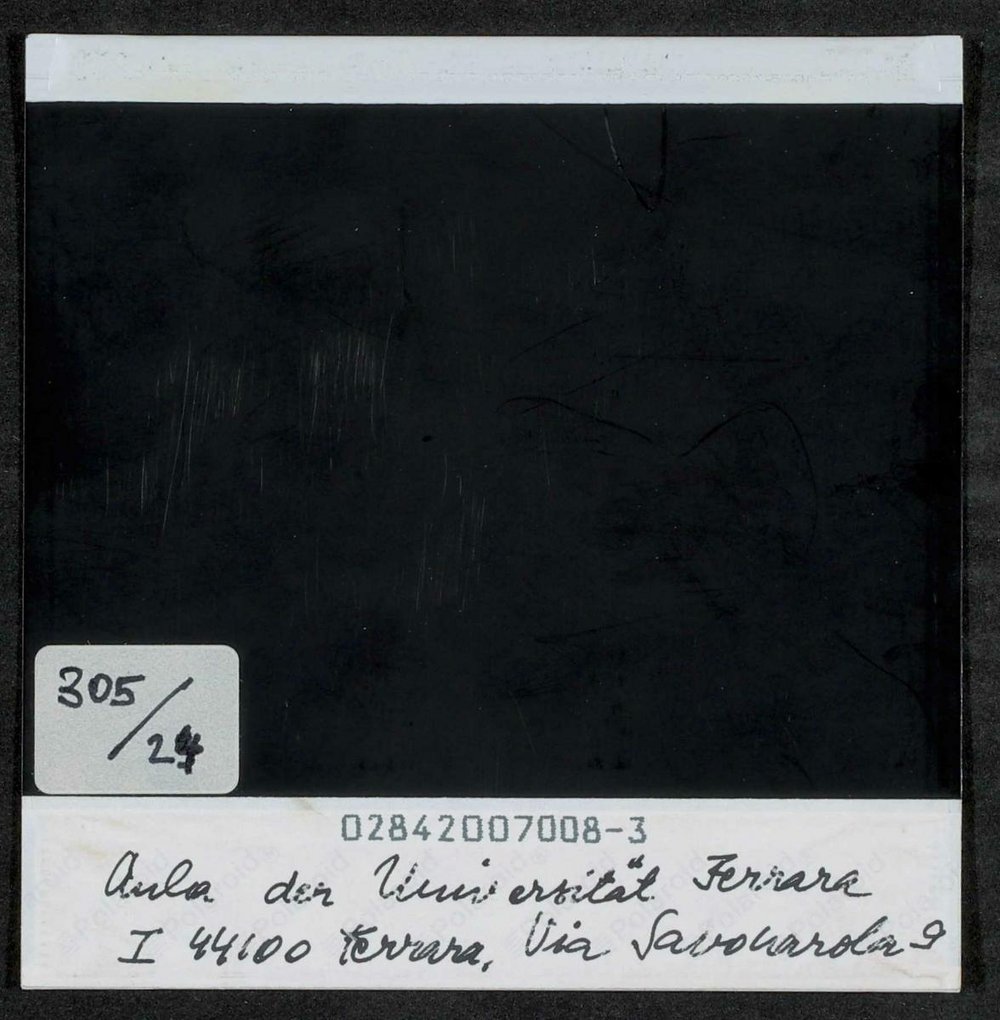 305/24
02842007008-3
Aula der Universität Ferrara
I 44100 Ferrara, Via Savonarola 9